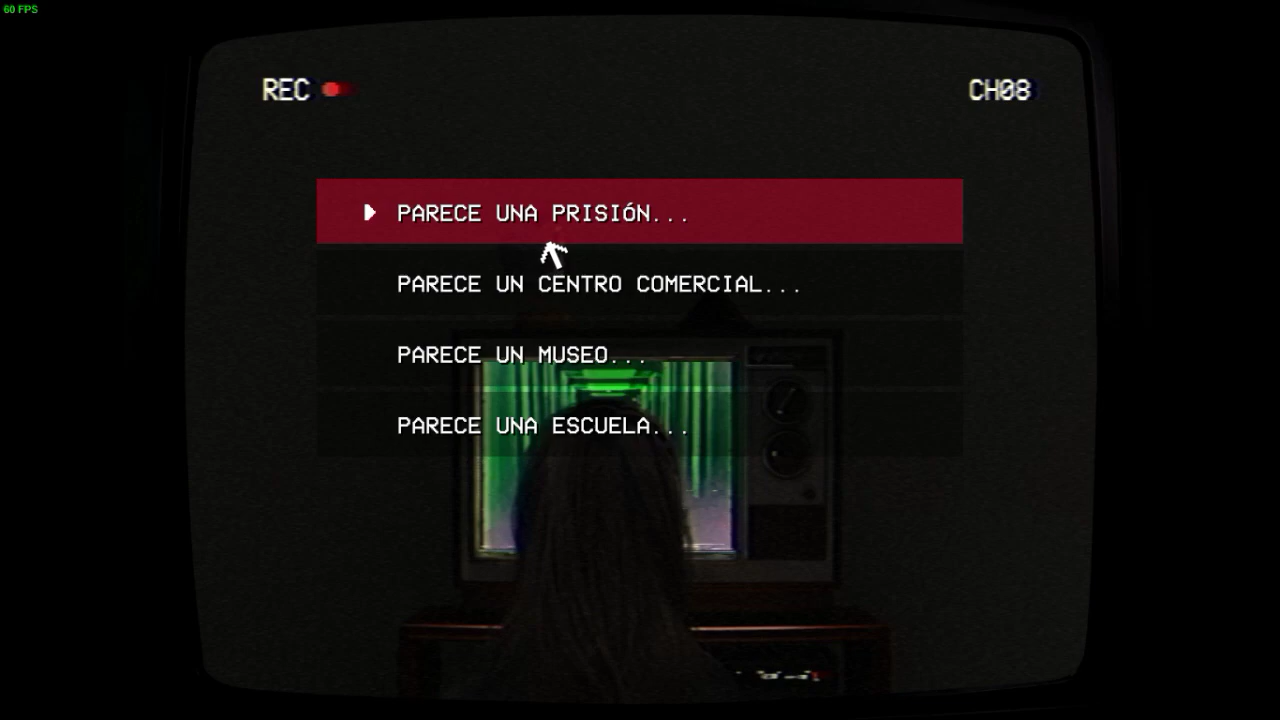 60 FPS
REC
CH08
PARECE UNA PRISIÓN...
PARECE UN CENTRO COMERCIAL...
PARECE UN MUSEO...
PARECE UNA ESCUELA...